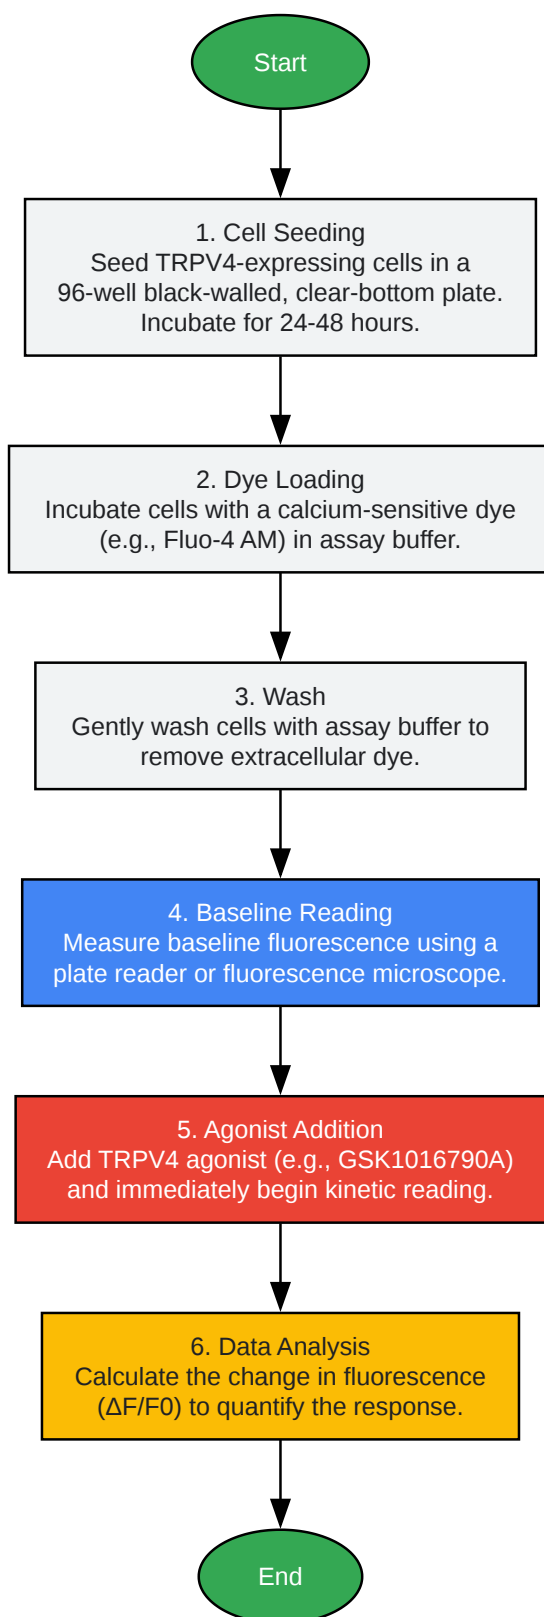 Start
1. Cell Seeding
Seed TRPV4-expressing cells in a
96-well black-walled, clear-bottom plate.
Incubate for 24-48 hours.
2. Dye Loading
Incubate cells with a calcium-sensitive dye
(e.g., Fluo-4 AM) in assay buffer.
3. Wash
Gently wash cells with assay buffer to
remove extracellular dye.
4. Baseline Reading
Measure baseline fluorescence using a
plate reader or fluorescence microscope.
5. Agonist Addition
Add TRPV4 agonist (e.g., GSK1016790A)
and immediately begin kinetic reading.
6. Data Analysis
Calculate the change in fluorescence
(ΔF/F0) to quantify the response.
End